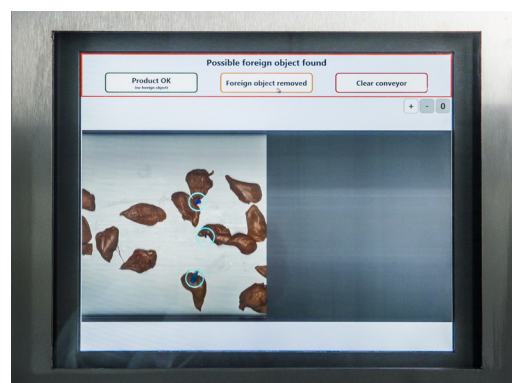 Possible foreign object found
Product OK
(no foreign object)
Foreign object removed
Clear conveyor
+ - 0